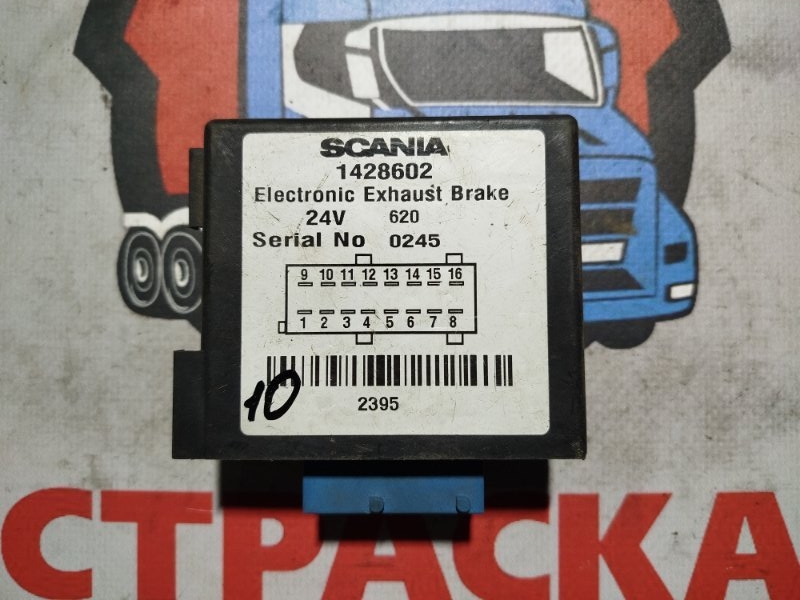 SCANIA
1428602
Electronic Exhaust Brake
24V 620
Serial No 0245
9 10 11 12 13 14 15 16
1 2 3 4 5 6 7 8
10
2395
СТРАСКА